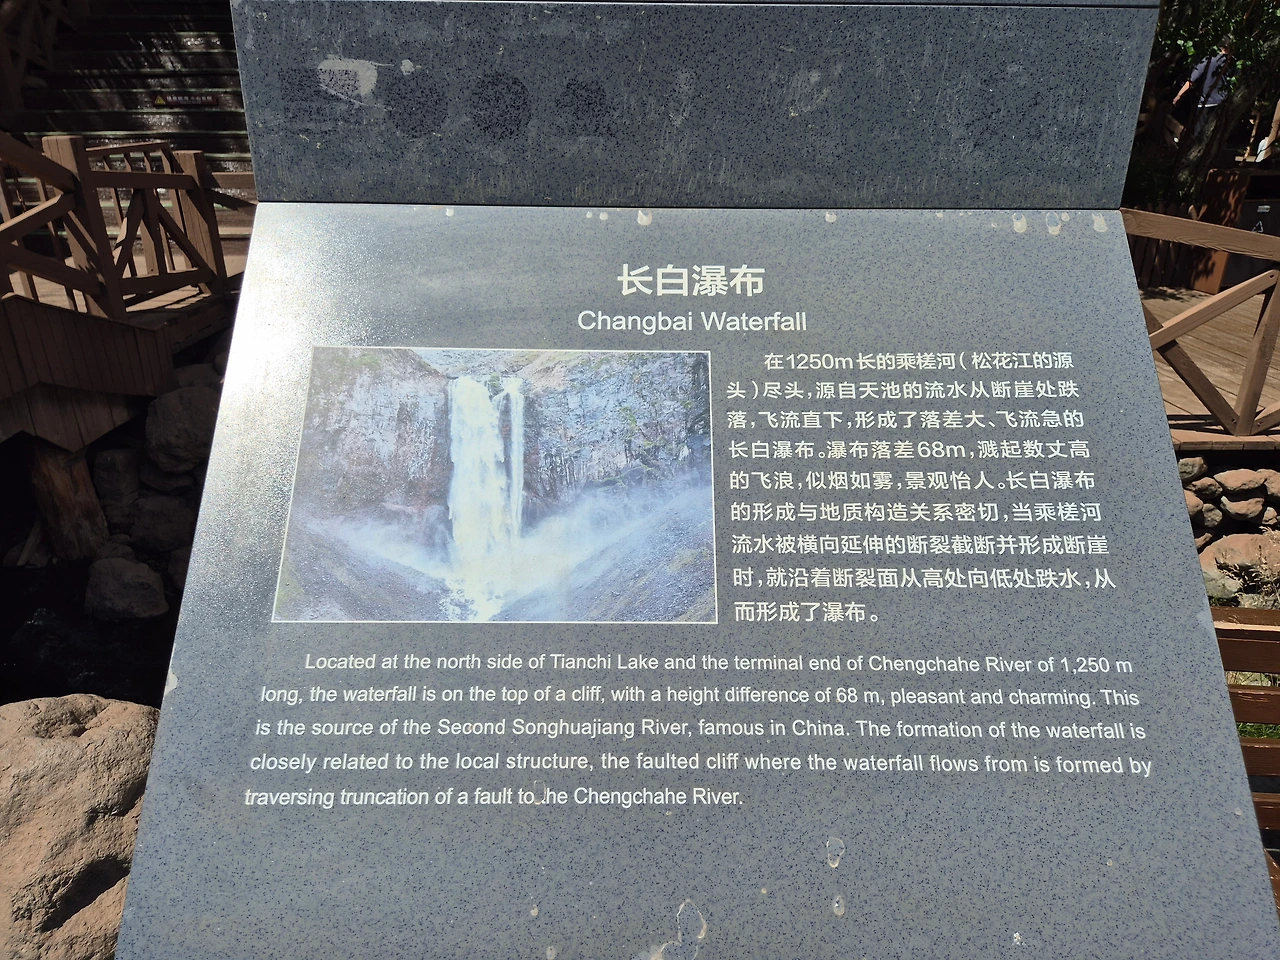 长白瀑布
Changbai Waterfall
在1250m长的乘槎河（松花江的源
头）尽头，源自天池的流水从断崖处跌
落，飞流直下，形成了落差大、飞流急的
长白瀑布。瀑布落差68m，溅起数丈高
的飞浪，似烟如雾，景观怡人。长白瀑布
的形成与地质构造关系密切，当乘槎河
流水被横向延伸的断裂截断并形成断崖
时，就沿着断裂面从高处向低处跌水，从
而形成了瀑布。
Located at the north side of Tianchi Lake and the terminal end of Chengchahe River of 1,250 m
long, the waterfall is on the top of a cliff, with a height difference of 68 m, pleasant and charming. This
is the source of the Second Songhuajiang River, famous in China. The formation of the waterfall is
closely related to the local structure, the faulted cliff where the waterfall flows from is formed by
traversing truncation of a fault to the Chengchahe River.